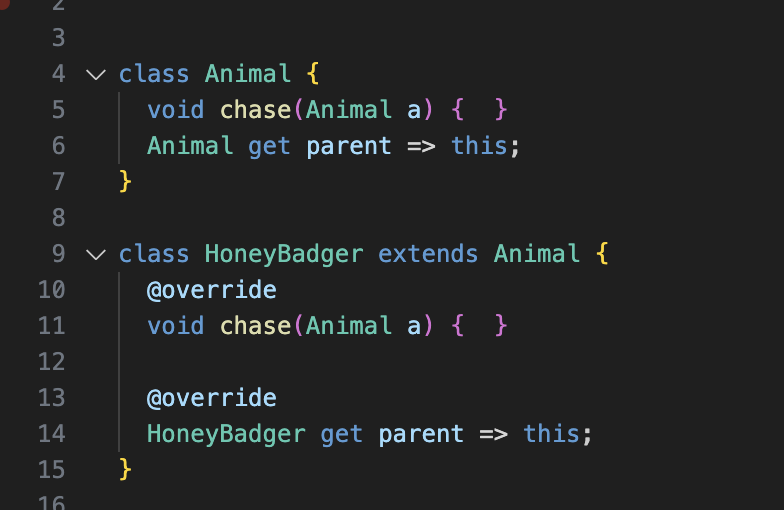 2
3
4 class Animal {
5 void chase(Animal a) {  }
6 Animal get parent => this;
7 }
8
9 class HoneyBadger extends Animal {
10 @override
11 void chase(Animal a) {  }
12
13 @override
14 HoneyBadger get parent => this;
15 }
16